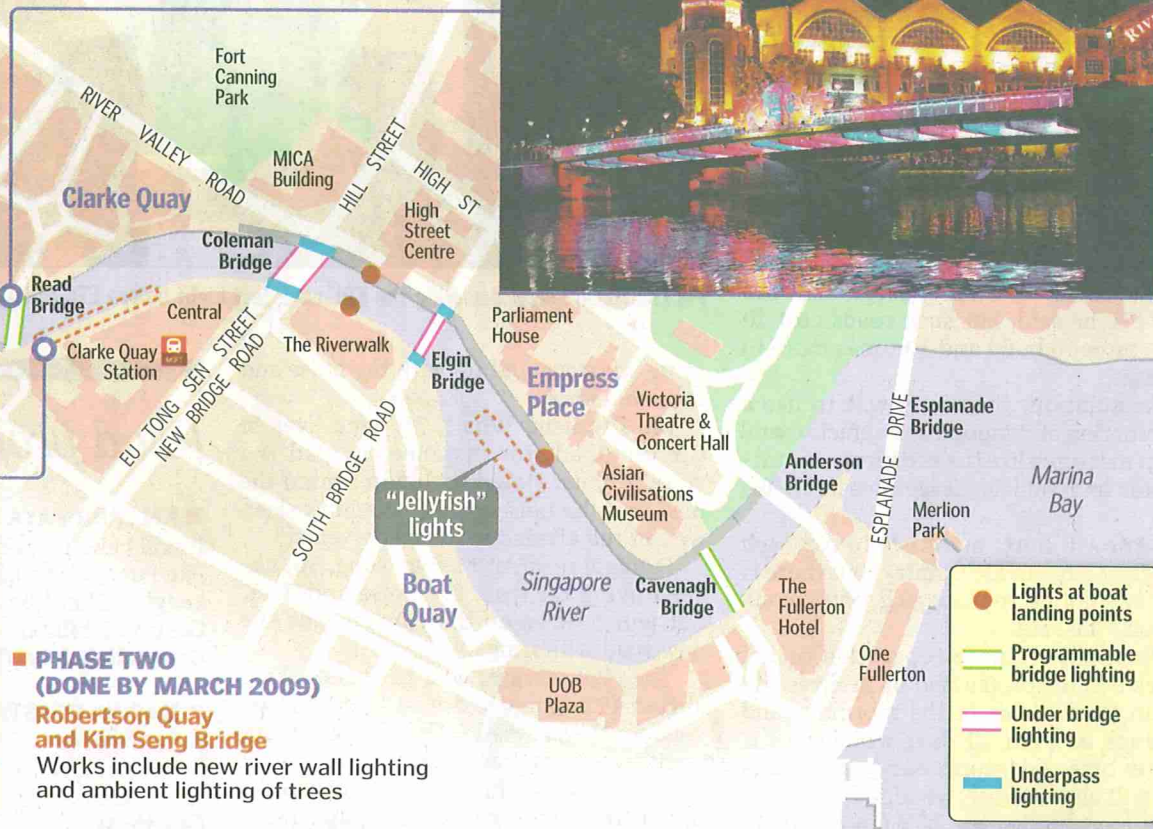 RIV
Fort
Canning
Park
RIVER VALLEY ROAD
MICA
Building
HILL STREET
HIGH ST
Clarke Quay
High
Street
Centre
Coleman
Bridge
Read
Bridge
Central
Clarke Quay
Station
MRT
EU TONG SEN STREET
NEW BRIDGE ROAD
The Riverwalk
Elgin
Bridge
Parliament
House
Empress
Place
Victoria
Theatre &
Concert Hall
SOUTH BRIDGE ROAD
"Jellyfish"
lights
Asian
Civilisations
Museum
Anderson
Bridge
ESPLANADE DRIVE
Esplanade
Bridge
Marina
Bay
Merlion
Park
Boat
Quay
Singapore
River
Cavenagh
Bridge
The
Fullerton
Hotel
One
Fullerton
UOB
Plaza
PHASE TWO
(DONE BY MARCH 2009)
Robertson Quay
and Kim Seng Bridge
Works include new river wall lighting
and ambient lighting of trees
Lights at boat
landing points
Programmable
bridge lighting
Under bridge
lighting
Underpass
lighting